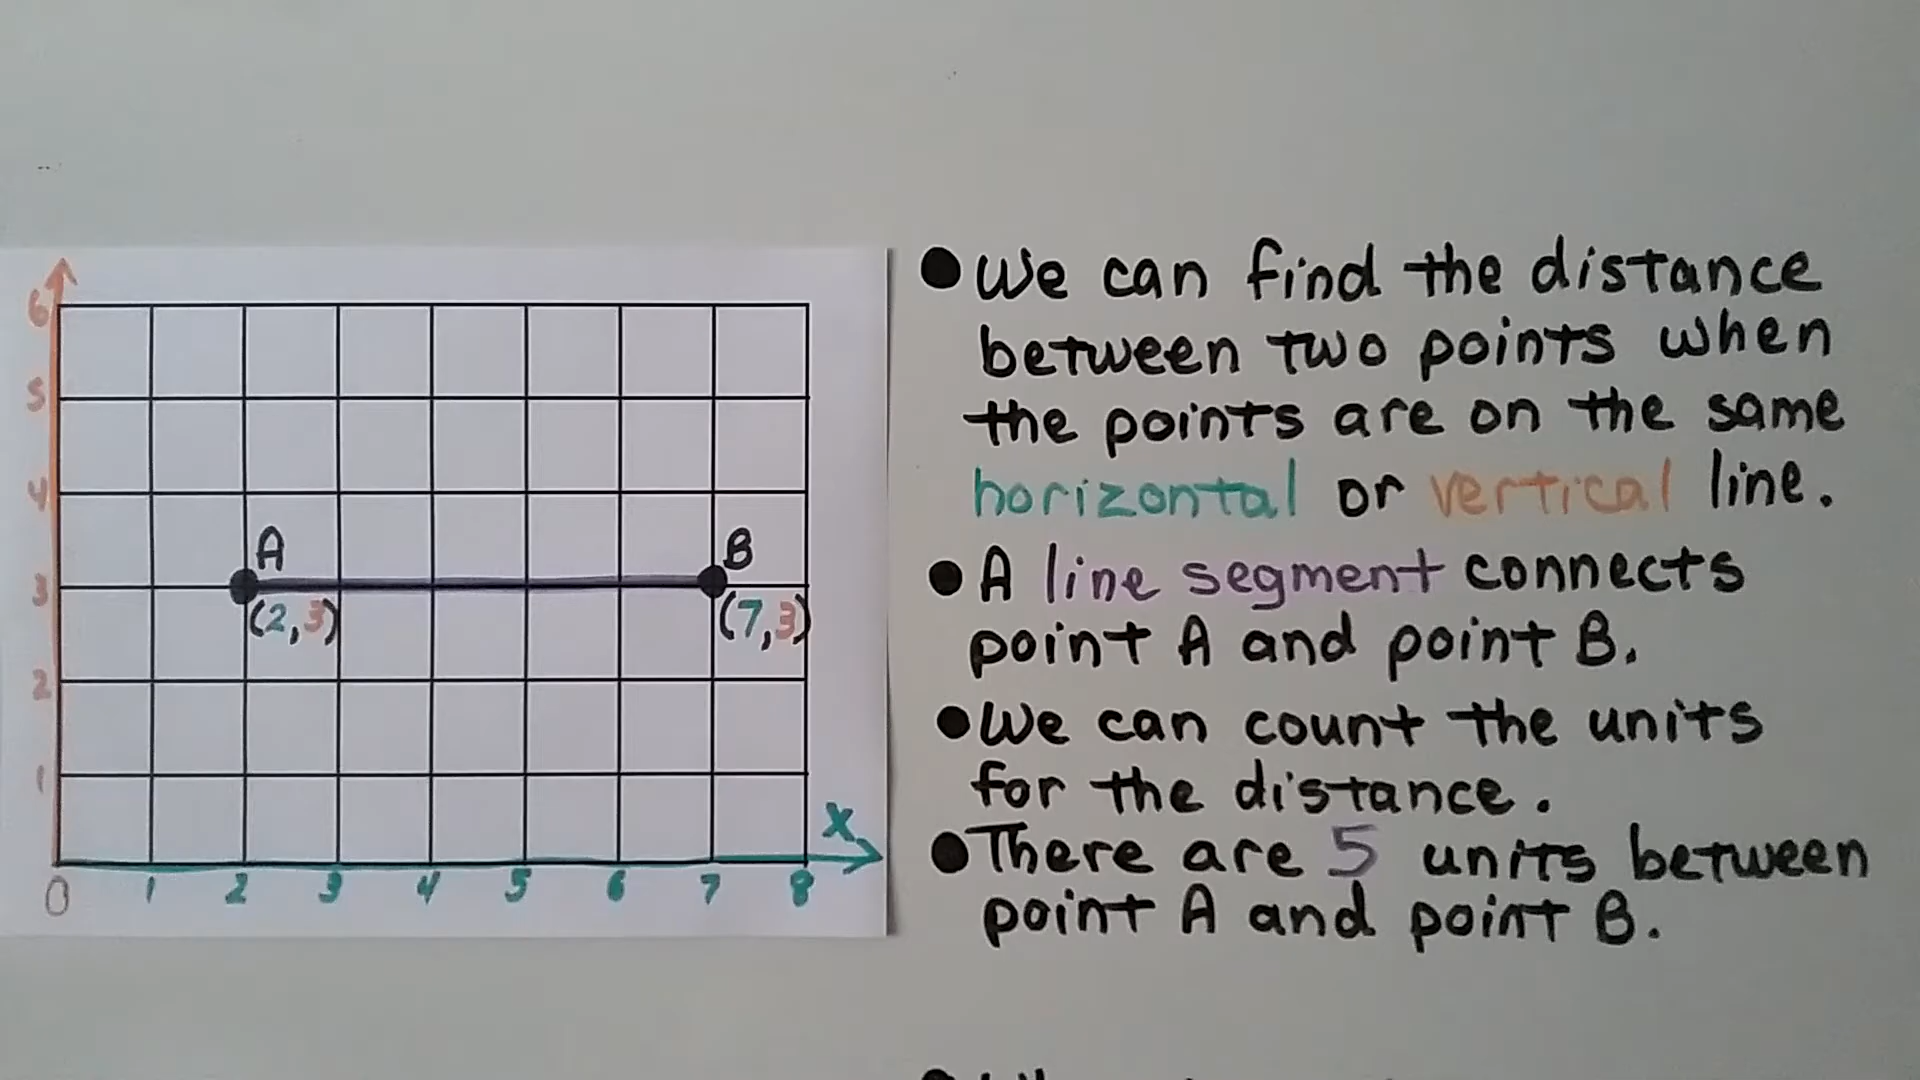 6
5
4
A B
3
(2,3) (7,3)
2
1
X
0 1 2 3 4 5 6 7 8
● We can find the distance
between two points when
the points are on the same
horizontal or vertical line.
● A line segment connects
point A and point B.
● We can count the units
for the distance.
● There are 5 units between
point A and point B.